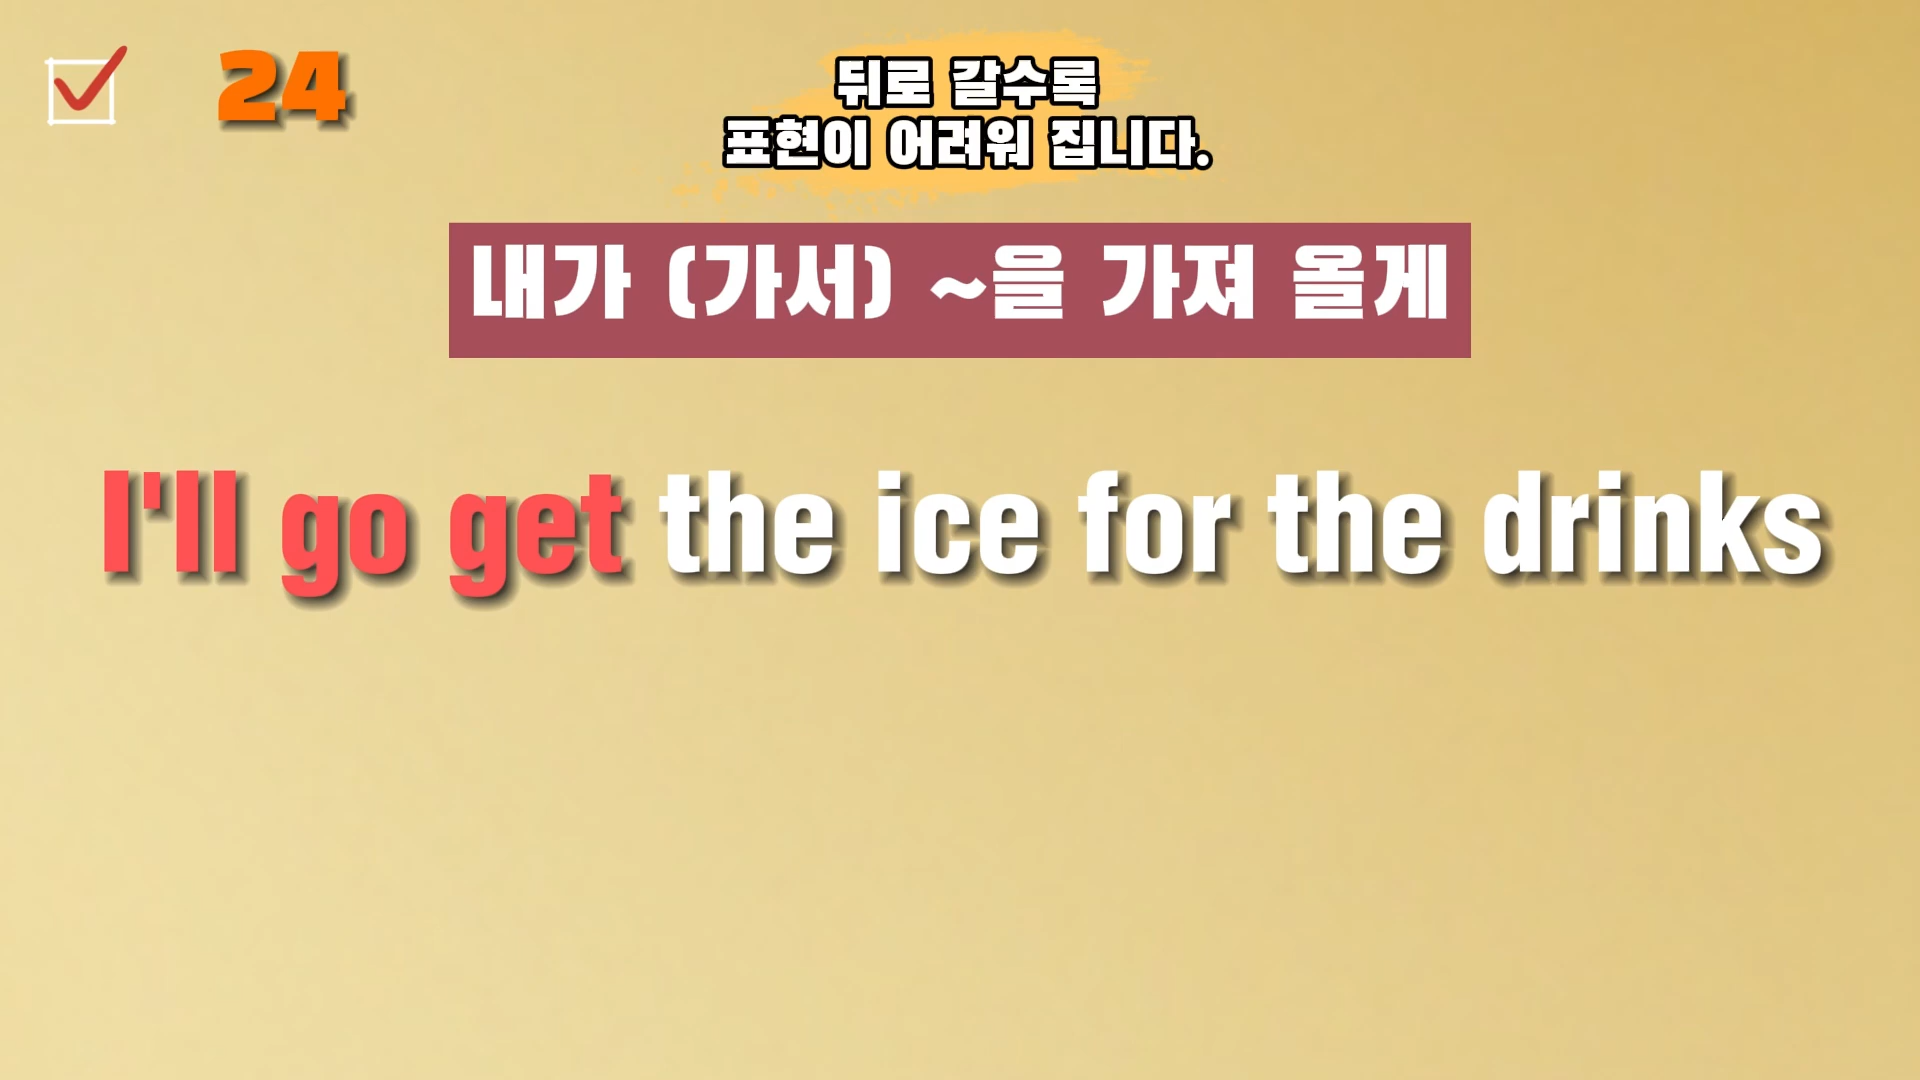 24
뒤로 갈수록
표현이 어려워 집니다.
내가 (가서) ~을 가져 올게
I'll go get the ice for the drinks